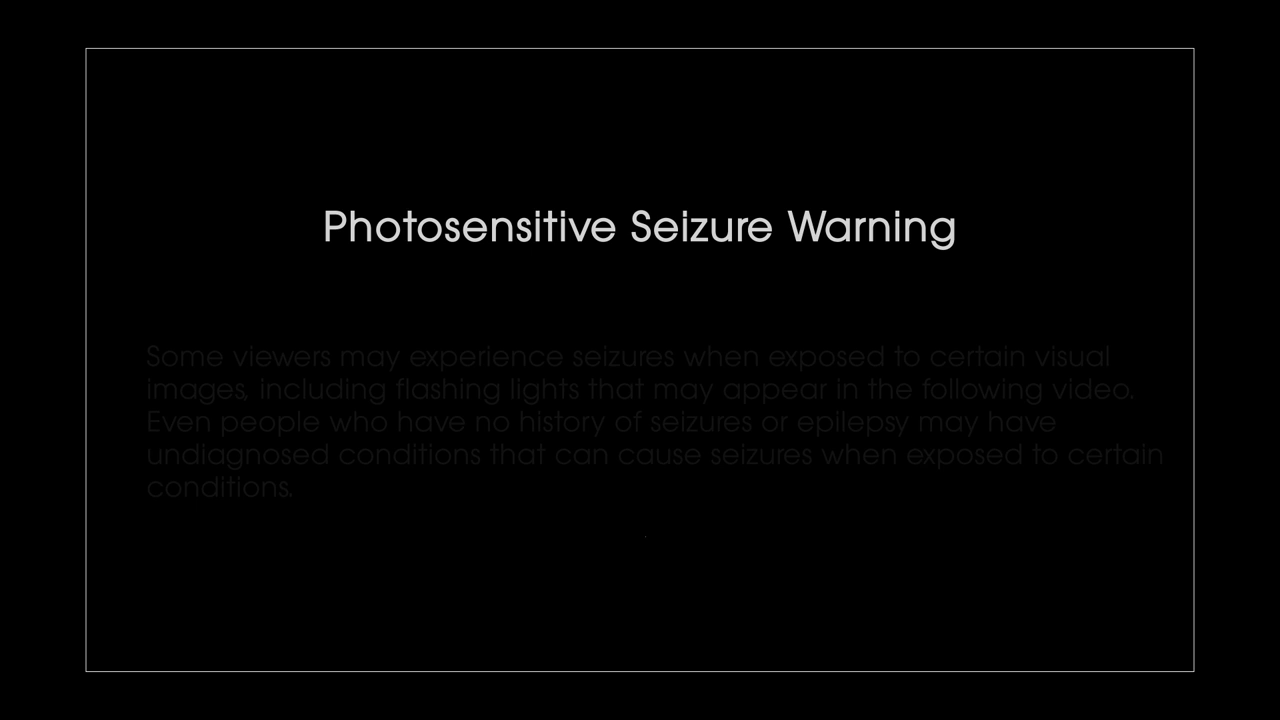 Photosensitive Seizure Warning
Some viewers may experience seizures when exposed to certain visual
images, including flashing lights that may appear in the following video.
Even people who have no history of seizures or epilepsy may have
undiagnosed conditions that can cause seizures when exposed to certain
conditions.